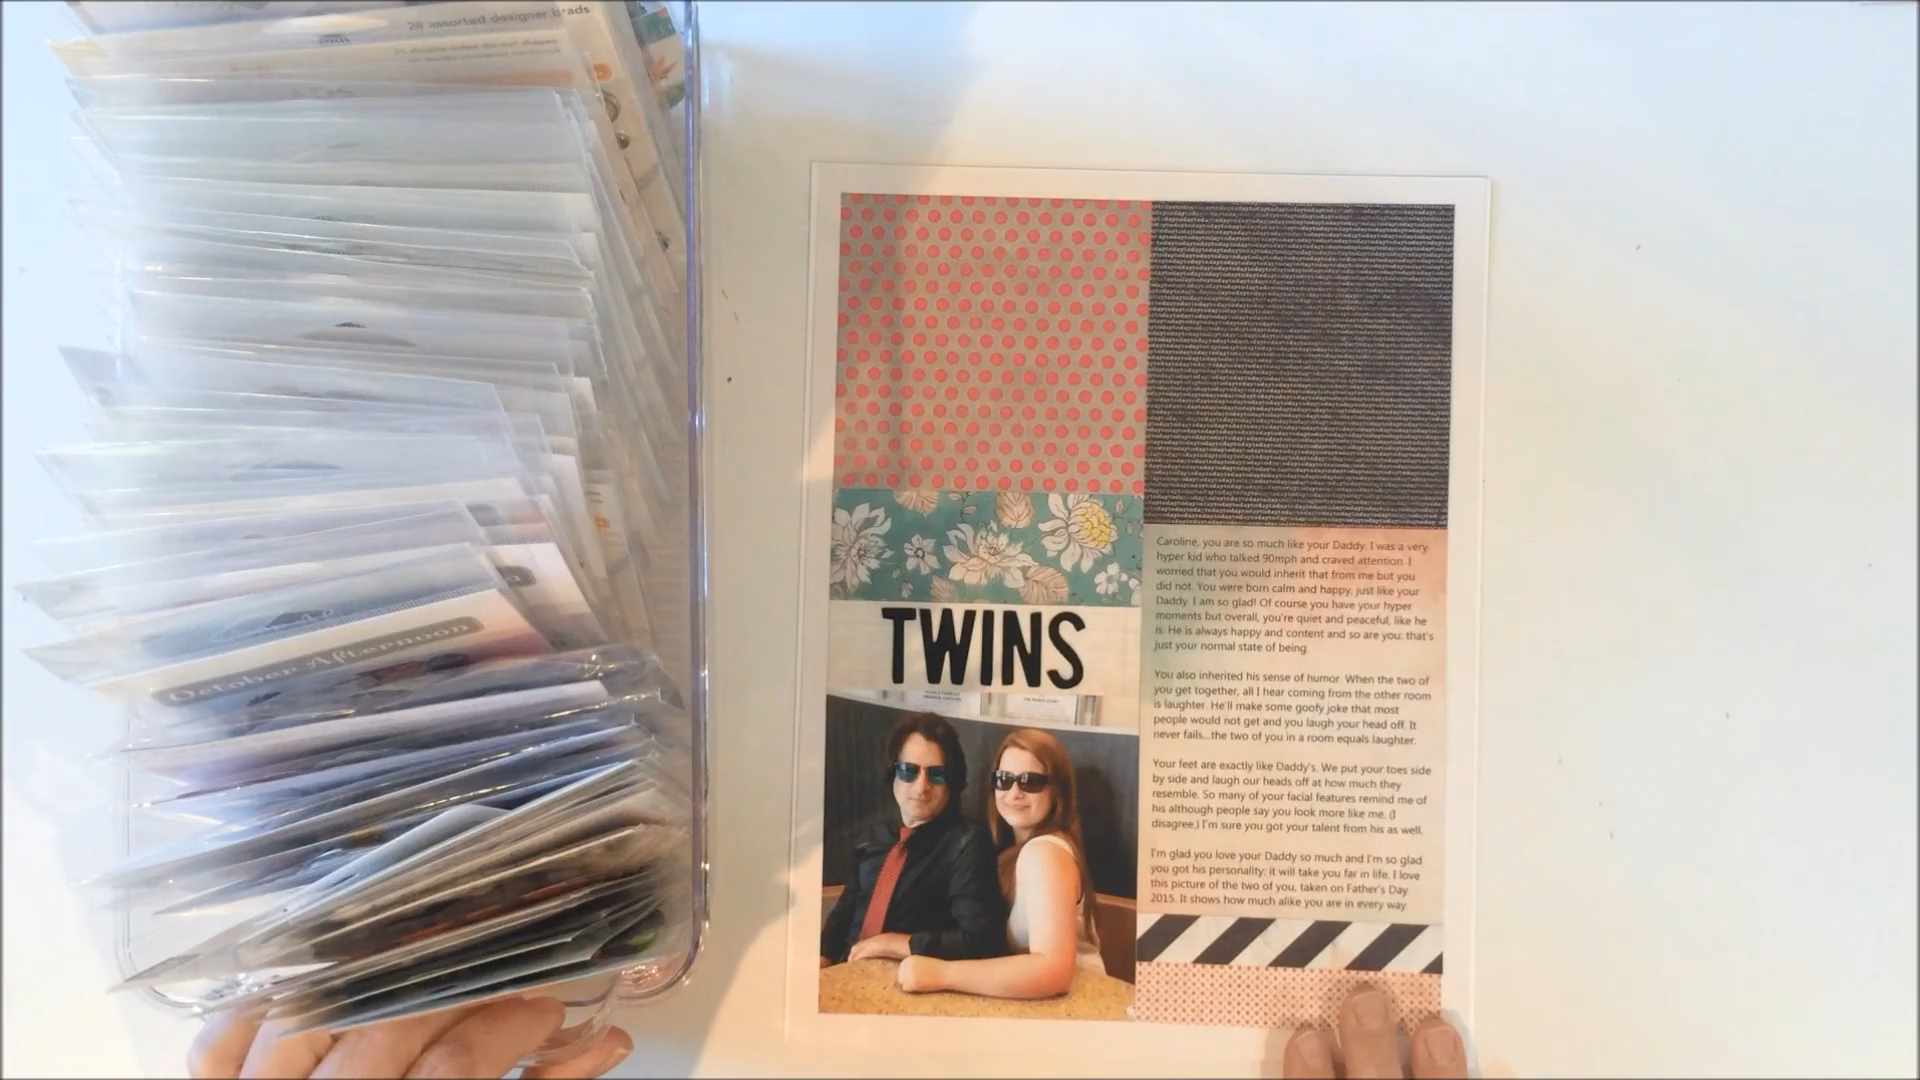 28 assorted designer brads
October Afternoon
TWINS
Caroline, you are so much like your Daddy. I was a very
hyper kid who talked 90mph and craved attention. I
worried that you would inherit that from me but you
did not. You were born calm and happy, just like your
Daddy. I am so glad! Of course you have your hyper
moments but overall, you're quiet and peaceful, like he
is. He is always happy and content and so are you: that's
just your normal state of being.
You also inherited his sense of humor. When the two of
you get together, all I hear coming from the other room
is laughter. He'll make some goofy joke that most
people would not get and you laugh your head off. It
never fails...the two of you in a room equals laughter.
Your feet are exactly like Daddy's. We put your toes side
by side and laugh our heads off at how much they
resemble. So many of your facial features remind me of
his although people say you look more like me. (I
disagree.) I'm sure you got your talent from his as well.
I'm glad you love your Daddy so much and I'm so glad
you got his personality: it will take you far in life. I love
this picture of the two of you, taken on Father's Day
2015. It shows how much alike you are in every way.